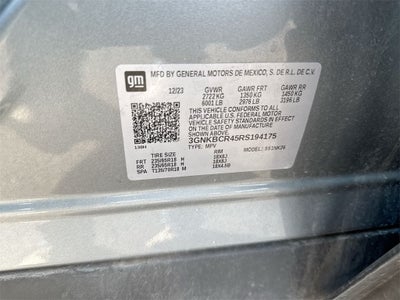 gm
MFD BY GENERAL MOTORS DE MEXICO, S. DE R.L. DE C.V.
12/23 GVWR GAWR FRT GAWR RR
2722 KG 1350 KG 1450 KG
6001 LB 2976 LB 3196 LB
THIS VEHICLE CONFORMS TO ALL
APPLICABLE U.S. FEDERAL MOTOR
VEHICLE SAFETY STANDARDS IN EFFECT
ON THE DATE OF MANUFACTURE SHOWN ABOVE.
3GNKBCR45RS194175
TYPE: MPV MODEL:
TIRE SIZE RIM
FRT 235/65R18 H 18X8J
RR 235/65R18 H 18X8J
SPA T135/70R18 M 18X4.5D